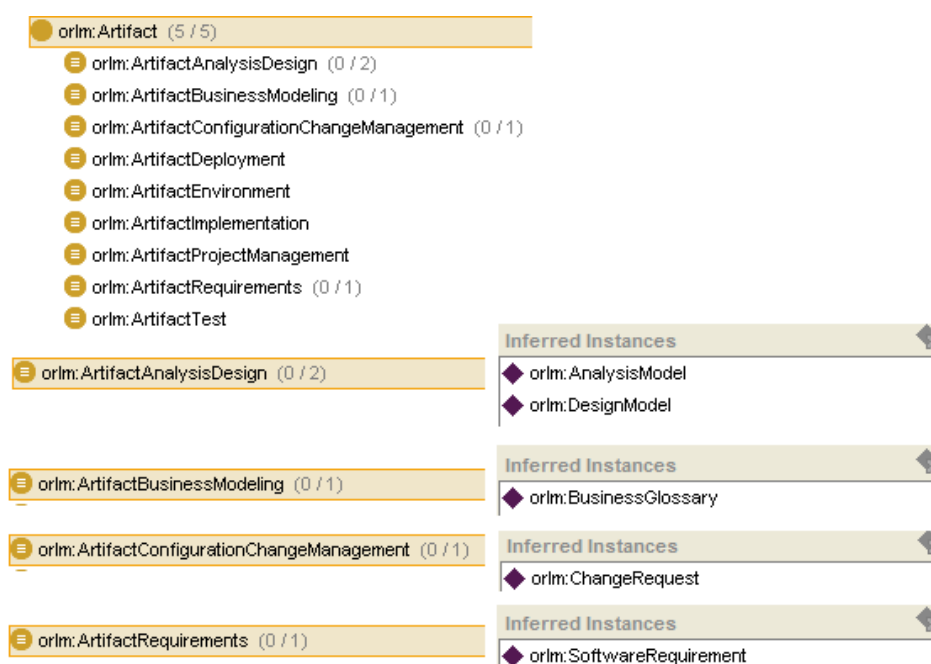 orlm:Artifact (5 / 5)
orlm:ArtifactAnalysisDesign (0 / 2)
orlm:ArtifactBusinessModeling (0 / 1)
orlm:ArtifactConfigurationChangeManagement (0 / 1)
orlm:ArtifactDeployment
orlm:ArtifactEnvironment
orlm:ArtifactImplementation
orlm:ArtifactProjectManagement
orlm:ArtifactRequirements (0 / 1)
orlm:ArtifactTest
Inferred Instances
orlm:ArtifactAnalysisDesign (0 / 2)
orlm:AnalysisModel
orlm:DesignModel
Inferred Instances
orlm:ArtifactBusinessModeling (0 / 1)
orlm:BusinessGlossary
orlm:ArtifactConfigurationChangeManagement (0 / 1)
Inferred Instances
orlm:ChangeRequest
Inferred Instances
orlm:ArtifactRequirements (0 / 1)
orlm:SoftwareRequirement